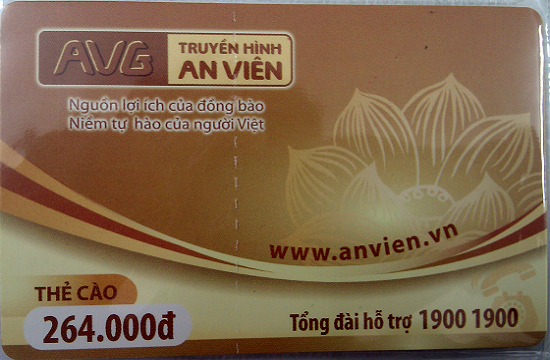 AVG
TRUYỀN HÌNH
AN VIÊN
Nguồn lợi ích của đồng bào
Niềm tự hào của người Việt
www.anvien.vn
THẺ CÀO
264.000đ
Tổng đài hỗ trợ 1900 1900